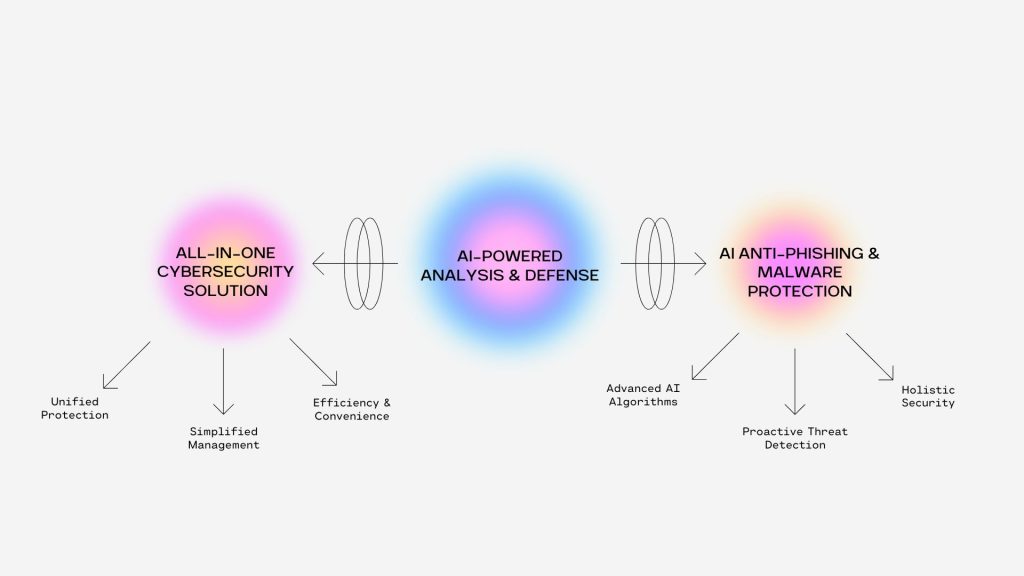 ALL-IN-ONE
CYBERSECURITY
SOLUTION
AI-POWERED
ANALYSIS & DEFENSE
AI ANTI-PHISHING &
MALWARE
PROTECTION
Unified
Protection
Simplified
Management
Efficiency &
Convenience
Advanced AI
Algorithms
Proactive Threat
Detection
Holistic
Security